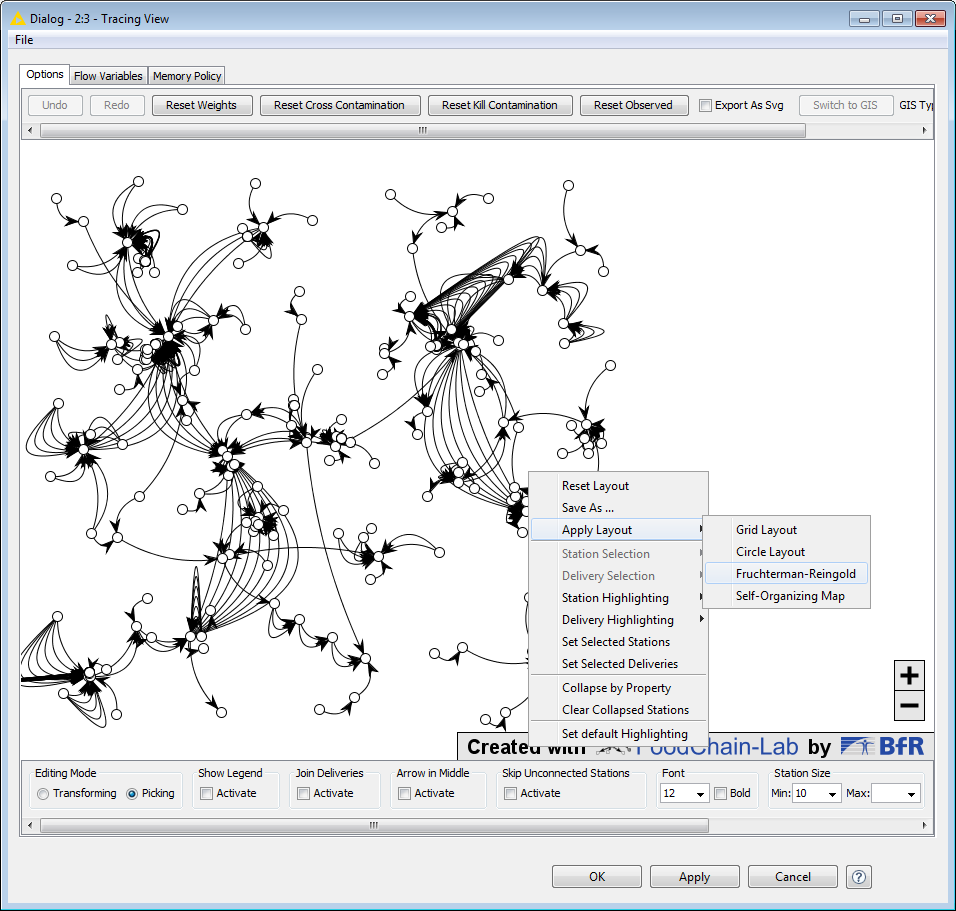 Dialog - 2:3 - Tracing View
File
Options Flow Variables Memory Policy
Undo Redo Reset Weights Reset Cross Contamination Reset Kill Contamination Reset Observed Export As Svg Switch to GIS GIS Typ
Reset Layout
Save As ...
Apply Layout
Grid Layout
Circle Layout
Fruchterman-Reingold
Self-Organizing Map
Station Selection
Delivery Selection
Station Highlighting
Delivery Highlighting
Set Selected Stations
Set Selected Deliveries
Collapse by Property
Clear Collapsed Stations
Set default Highlighting
Created with FoodChain-Lab by BfR
Editing Mode Show Legend Join Deliveries Arrow in Middle Skip Unconnected Stations Font Station Size
Transforming Picking Activate Activate Activate Activate 12 Bold Min: 10 Max:
OK Apply Cancel ?